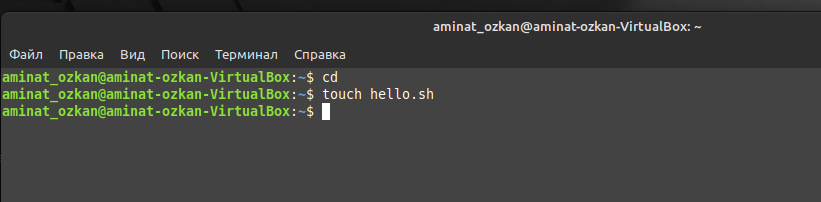 aminat_ozkan@aminat-ozkan-VirtualBox: ~
Файл Правка Вид Поиск Терминал Справка
aminat_ozkan@aminat-ozkan-VirtualBox:~$ cd
aminat_ozkan@aminat-ozkan-VirtualBox:~$ touch hello.sh
aminat_ozkan@aminat-ozkan-VirtualBox:~$